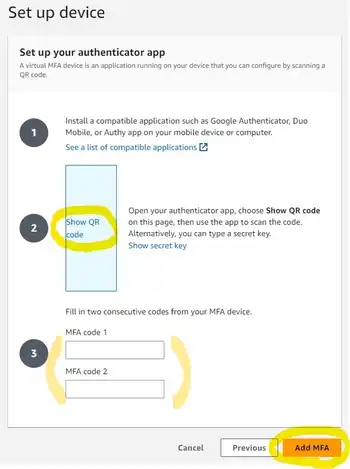 Set up device
Set up your authenticator app
A virtual MFA device is an application running on your device that you can configure by scanning a
QR code.
1
Install a compatible application such as Google Authenticator, Duo
Mobile, or Authy app on your mobile device or computer.
See a list of compatible applications
2
Show QR
code
Open your authenticator app, choose Show QR code
on this page, then use the app to scan the code.
Alternatively, you can type a secret key.
Show secret key
3
Fill in two consecutive codes from your MFA device.
MFA code 1
MFA code 2
Cancel
Previous
Add MFA